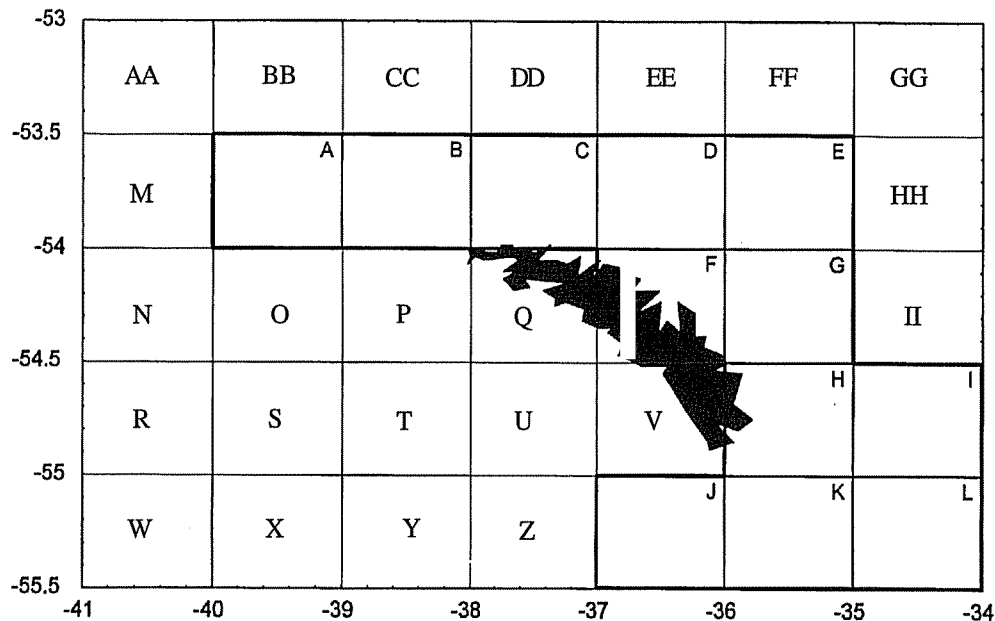 -53
AA BB CC DD EE FF GG
-53.5
A B C D E
M HH
-54
F G
N O P Q II
-54.5
H I
R S T U V
-55
J K L
W X Y Z
-55.5
-41 -40 -39 -38 -37 -36 -35 -34